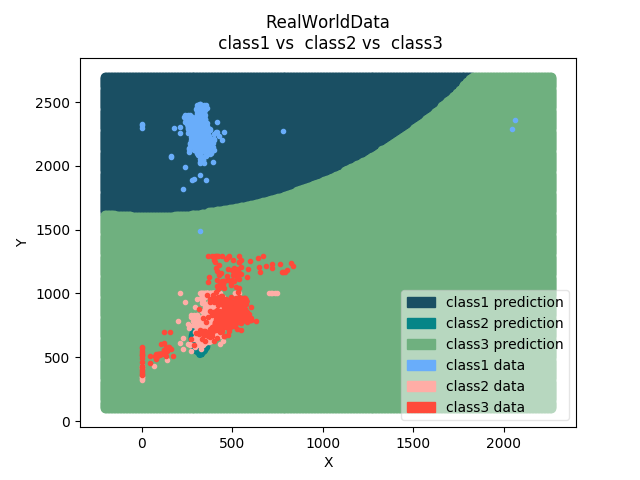 RealWorldData
class1 vs  class2 vs  class3
Y
2500
2000
1500
1000
500
0
0
500
1000
1500
2000
X
class1 prediction
class2 prediction
class3 prediction
class1 data
class2 data
class3 data